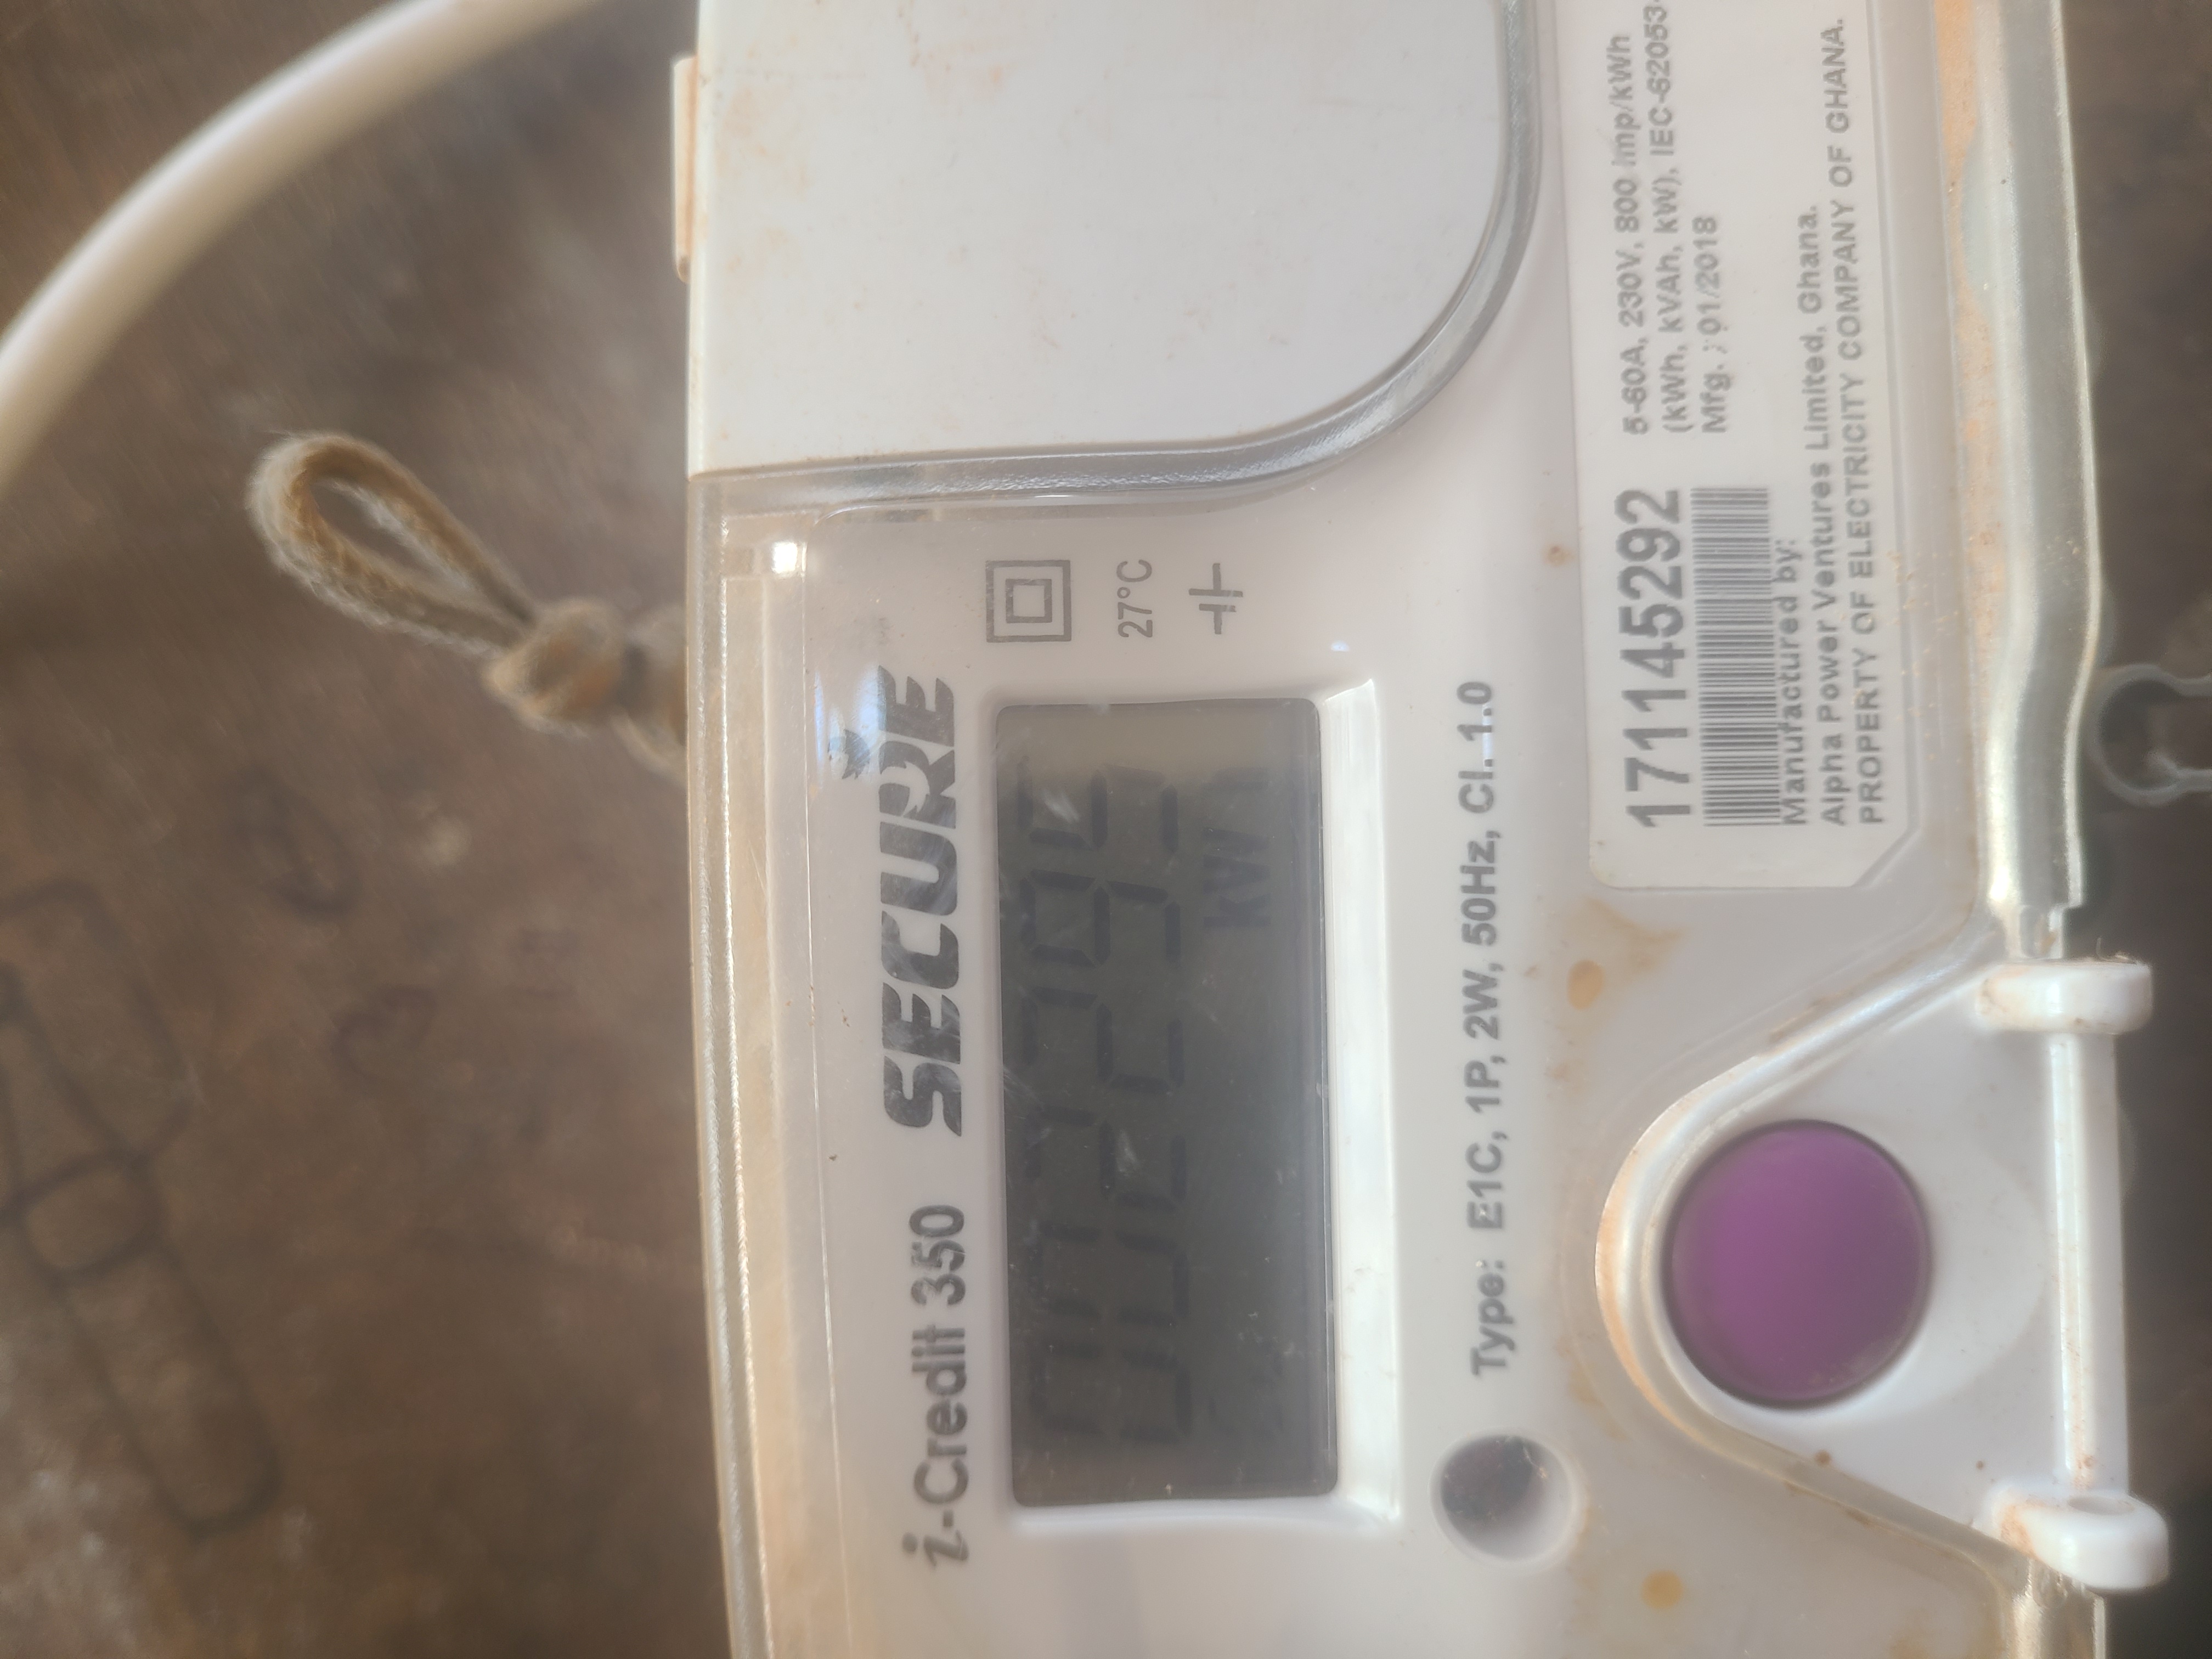 i-Credit 350 SECURE
002295
27°C
kWh
Type: E1C, 1P, 2W, 50Hz, Cl. 1.0
171145292
5-60A, 230V, 800 imp/kWh
(kWh, kVAh, kW), IEC-62053-
Mfg. : 01/2018
Manufactured by:
Alpha Power Ventures Limited, Ghana.
PROPERTY OF ELECTRICITY COMPANY OF GHANA.